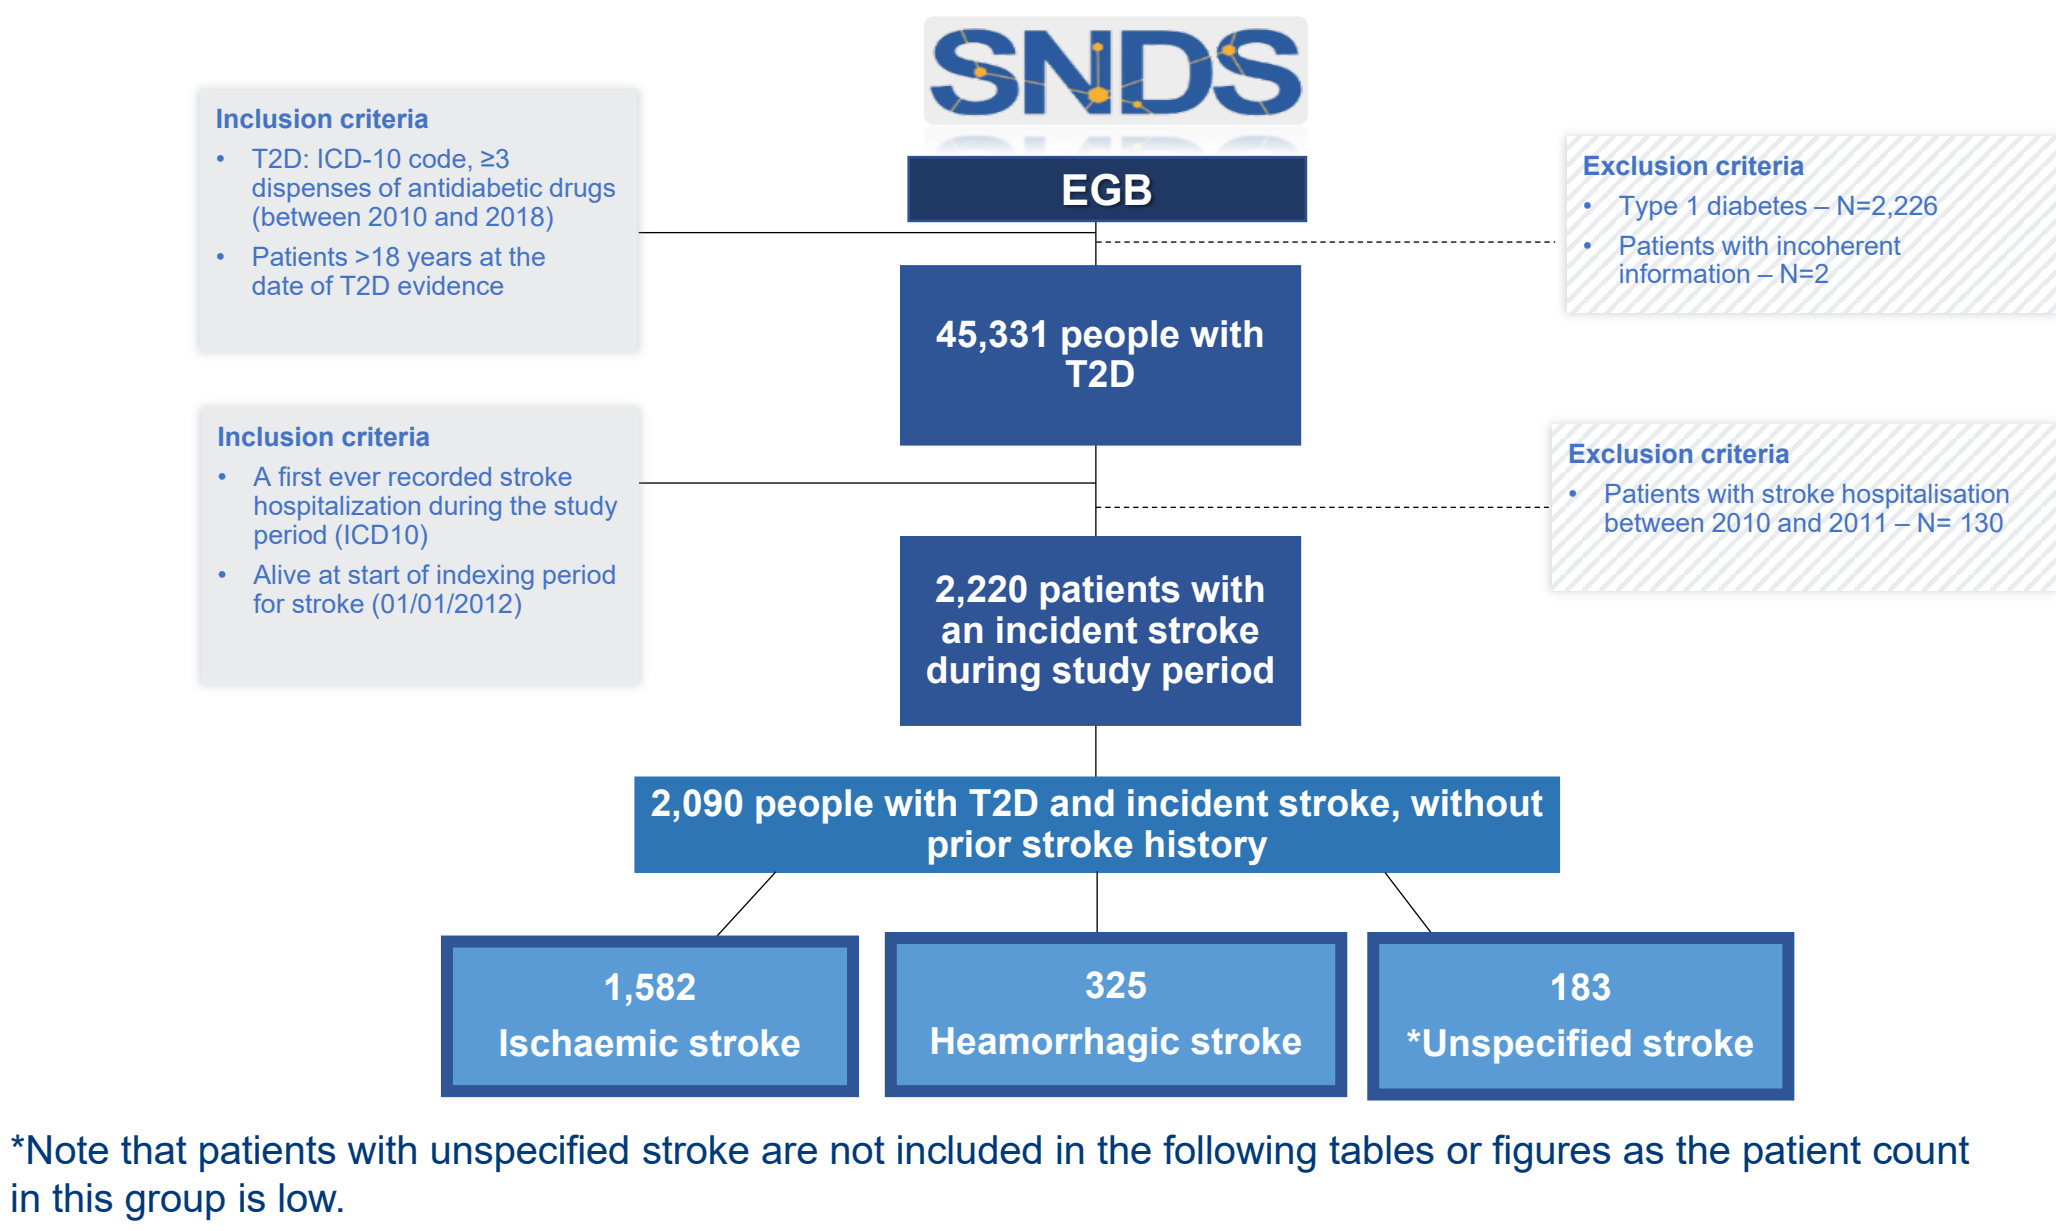 SNDS
EGB
Inclusion criteria
• T2D: ICD-10 code, ≥3
dispenses of antidiabetic drugs
(between 2010 and 2018)
• Patients >18 years at the
date of T2D evidence
Exclusion criteria
• Type 1 diabetes – N=2,226
• Patients with incoherent
information – N=2
45,331 people with
T2D
Inclusion criteria
• A first ever recorded stroke
hospitalization during the study
period (ICD10)
• Alive at start of indexing period
for stroke (01/01/2012)
Exclusion criteria
• Patients with stroke hospitalisation
between 2010 and 2011 – N= 130
2,220 patients with
an incident stroke
during study period
2,090 people with T2D and incident stroke, without
prior stroke history
1,582
Ischaemic stroke
325
Heamorrhagic stroke
183
*Unspecified stroke
*Note that patients with unspecified stroke are not included in the following tables or figures as the patient count
in this group is low.